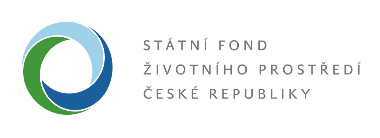 STÁTNÍ FOND
ŽIVOTNÍHO PROSTŘEDÍ
ČESKÉ REPUBLIKY